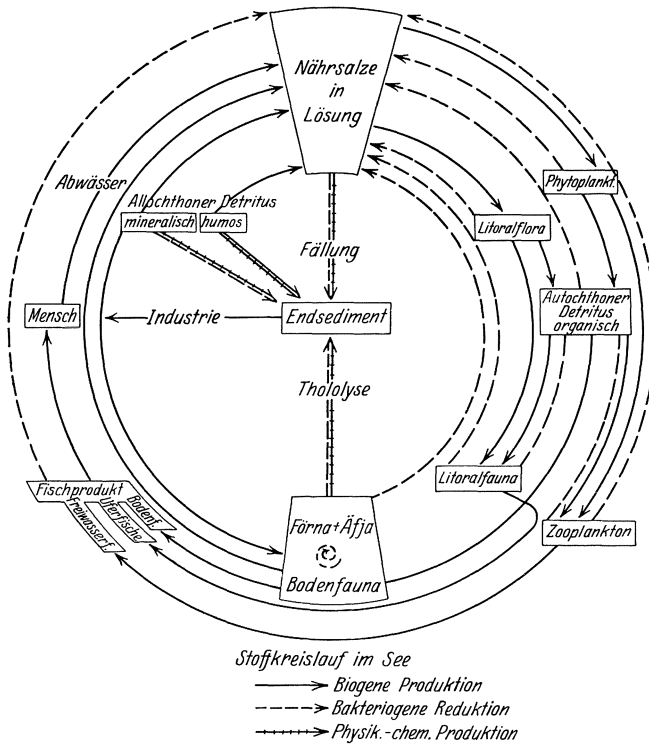 Nährsalze
in
Lösung
Abwässer
Allochthoner Detritus
mineralisch humos
Phytoplankt.
Litoralflora
Fällung
Mensch
Industrie
Endsediment
Autochthoner
Detritus
organisch
Thololyse
Litoralfauna
Fischprodukt
Bodenf.
Uferfische
Freiwasserf.
Förna+Äfja
Bodenfauna
Zooplankton
Stoffkreislauf im See
Biogene Produktion
Bakteriogene Reduktion
Physik.-chem. Produktion